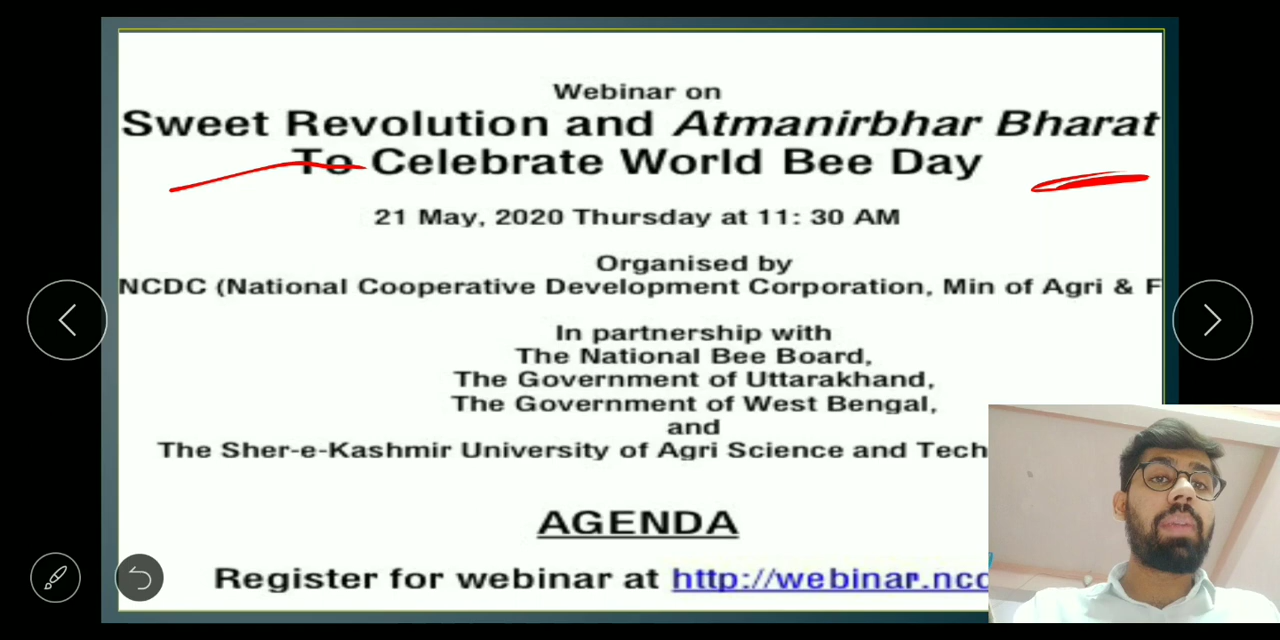 Webinar on
Sweet Revolution and Atmanirbhar Bharat
To Celebrate World Bee Day
21 May, 2020 Thursday at 11: 30 AM
Organised by
NCDC (National Cooperative Development Corporation, Min of Agri & F
In partnership with
The National Bee Board,
The Government of Uttarakhand,
The Government of West Bengal,
and
The Sher-e-Kashmir University of Agri Science and Tech
AGENDA
Register for webinar at http://webinar.ncd